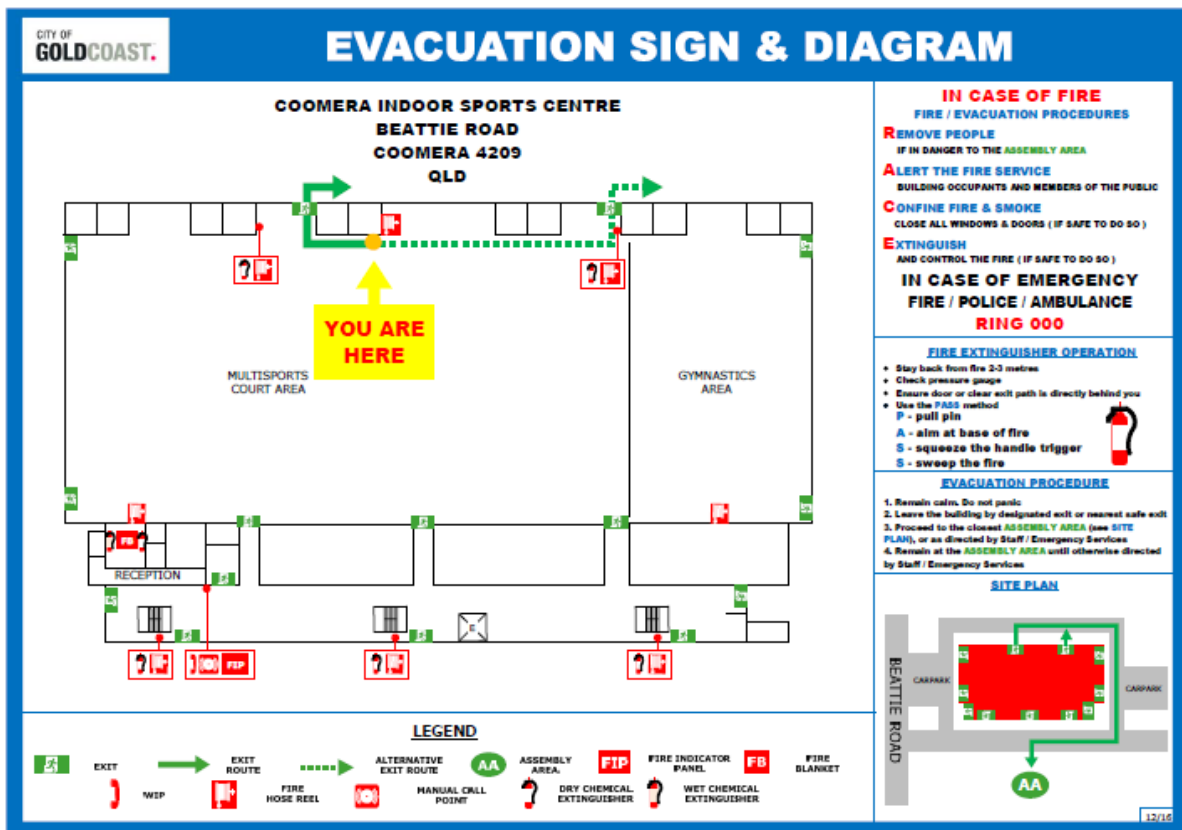 CITY OF
GOLDCOAST.
EVACUATION SIGN & DIAGRAM
COOMERA INDOOR SPORTS CENTRE
BEATTIE ROAD
COOMERA 4209
QLD
YOU ARE
HERE
MULTISPORTS
COURT AREA
GYMNASTICS
AREA
FB
RECEPTION
E
FIP
IN CASE OF FIRE
FIRE / EVACUATION PROCEDURES
REMOVE PEOPLE
IF IN DANGER TO THE ASSEMBLY AREA
ALERT THE FIRE SERVICE
BUILDING OCCUPANTS AND MEMBERS OF THE PUBLIC
CONFINE FIRE & SMOKE
CLOSE ALL WINDOWS & DOORS ( IF SAFE TO DO SO )
EXTINGUISH
AND CONTROL THE FIRE ( IF SAFE TO DO SO )
IN CASE OF EMERGENCY
FIRE / POLICE / AMBULANCE
RING 000
FIRE EXTINGUISHER OPERATION
Stay back from fire 2-3 metres
Check pressure gauge
Ensure door or clear exit path is directly behind you
Use the PASS method
P - pull pin
A - aim at base of fire
S - squeeze the handle trigger
S - sweep the fire
EVACUATION PROCEDURE
1. Remain calm. Do not panic
2. Leave the building by designated exit or nearest safe exit
3. Proceed to the closest ASSEMBLY AREA (see SITE
PLAN), or as directed by Staff / Emergency Services
4. Remain at the ASSEMBLY AREA until otherwise directed
by Staff / Emergency Services
SITE PLAN
BEATTIE ROAD
CARPARK
CARPARK
AA
12/16
LEGEND
EXIT
EXIT
ROUTE
ALTERNATIVE
EXIT ROUTE
AA
ASSEMBLY
AREA.
FIP
FIRE INDICATOR
PANEL
FB
FIRE
BLANKET
WIP
FIRE
HOSE REEL
MANUAL CALL
POINT
DRY CHEMICAL
EXTINGUISHER
WET CHEMICAL
EXTINGUISHER